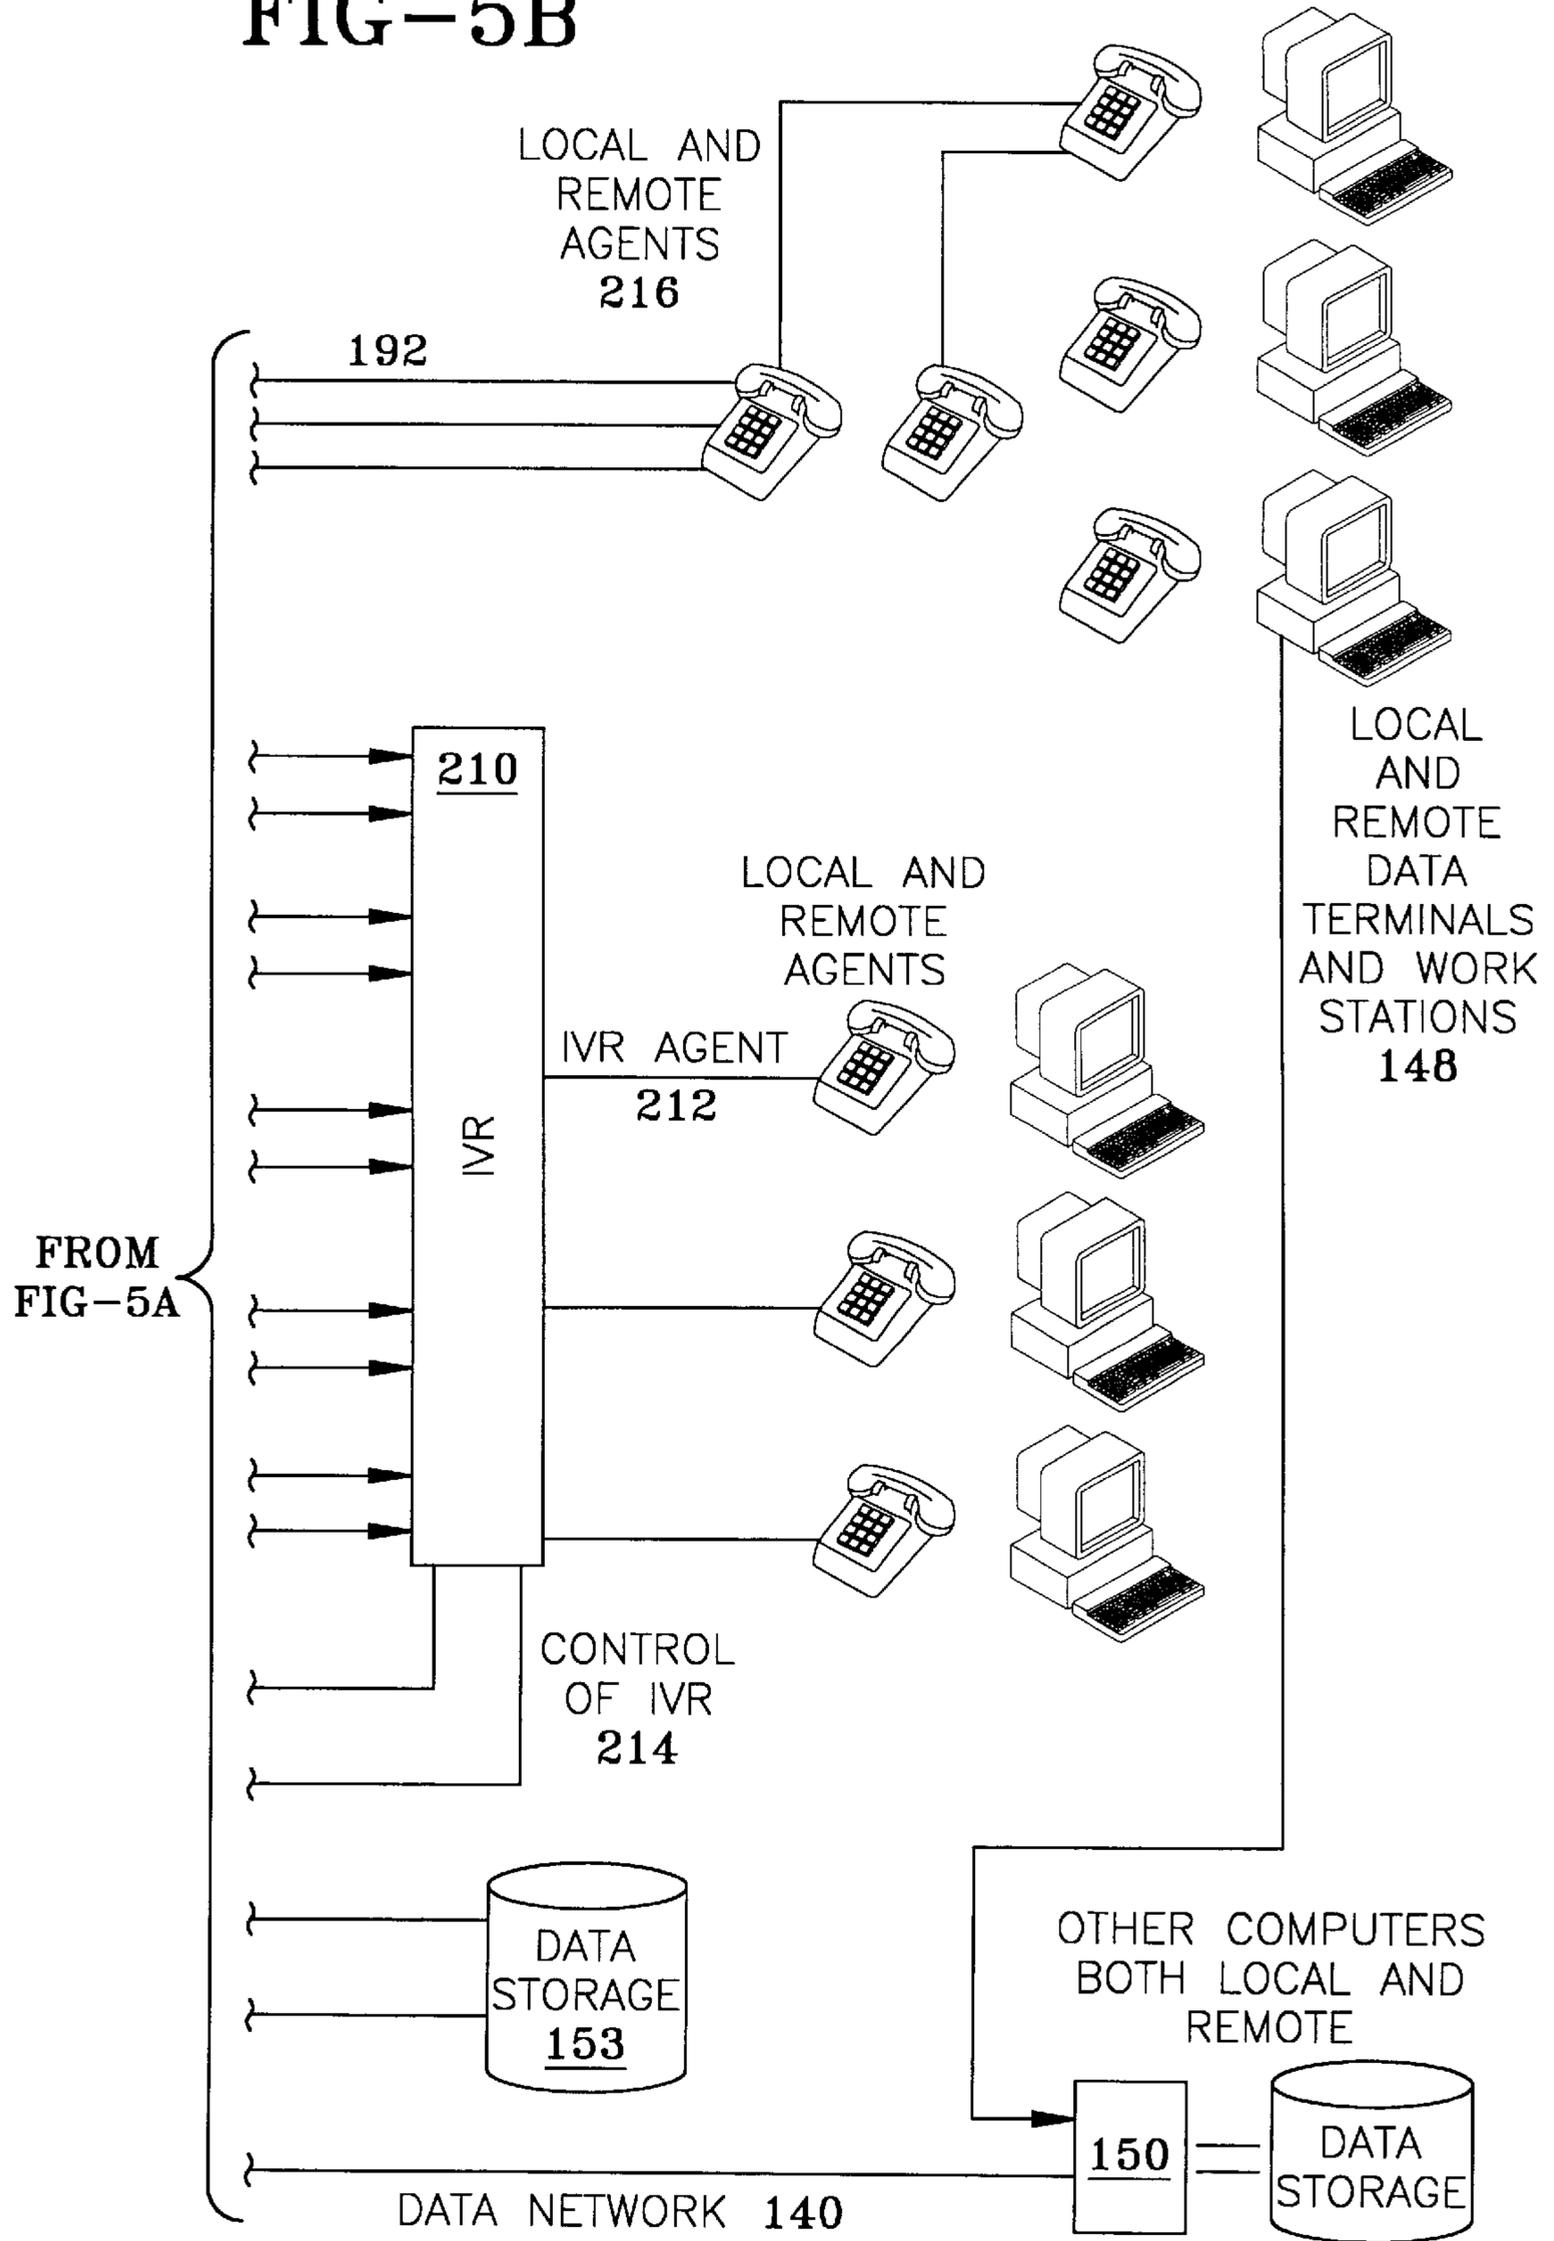 FIG-5B
LOCAL AND
REMOTE
AGENTS
216
192
210
IVR
LOCAL AND
REMOTE
AGENTS
IVR AGENT
212
LOCAL
AND
REMOTE
DATA
TERMINALS
AND WORK
STATIONS
148
FROM
FIG-5A
CONTROL
OF IVR
214
DATA
STORAGE
153
OTHER COMPUTERS
BOTH LOCAL AND
REMOTE
150
DATA
STORAGE
DATA NETWORK 140